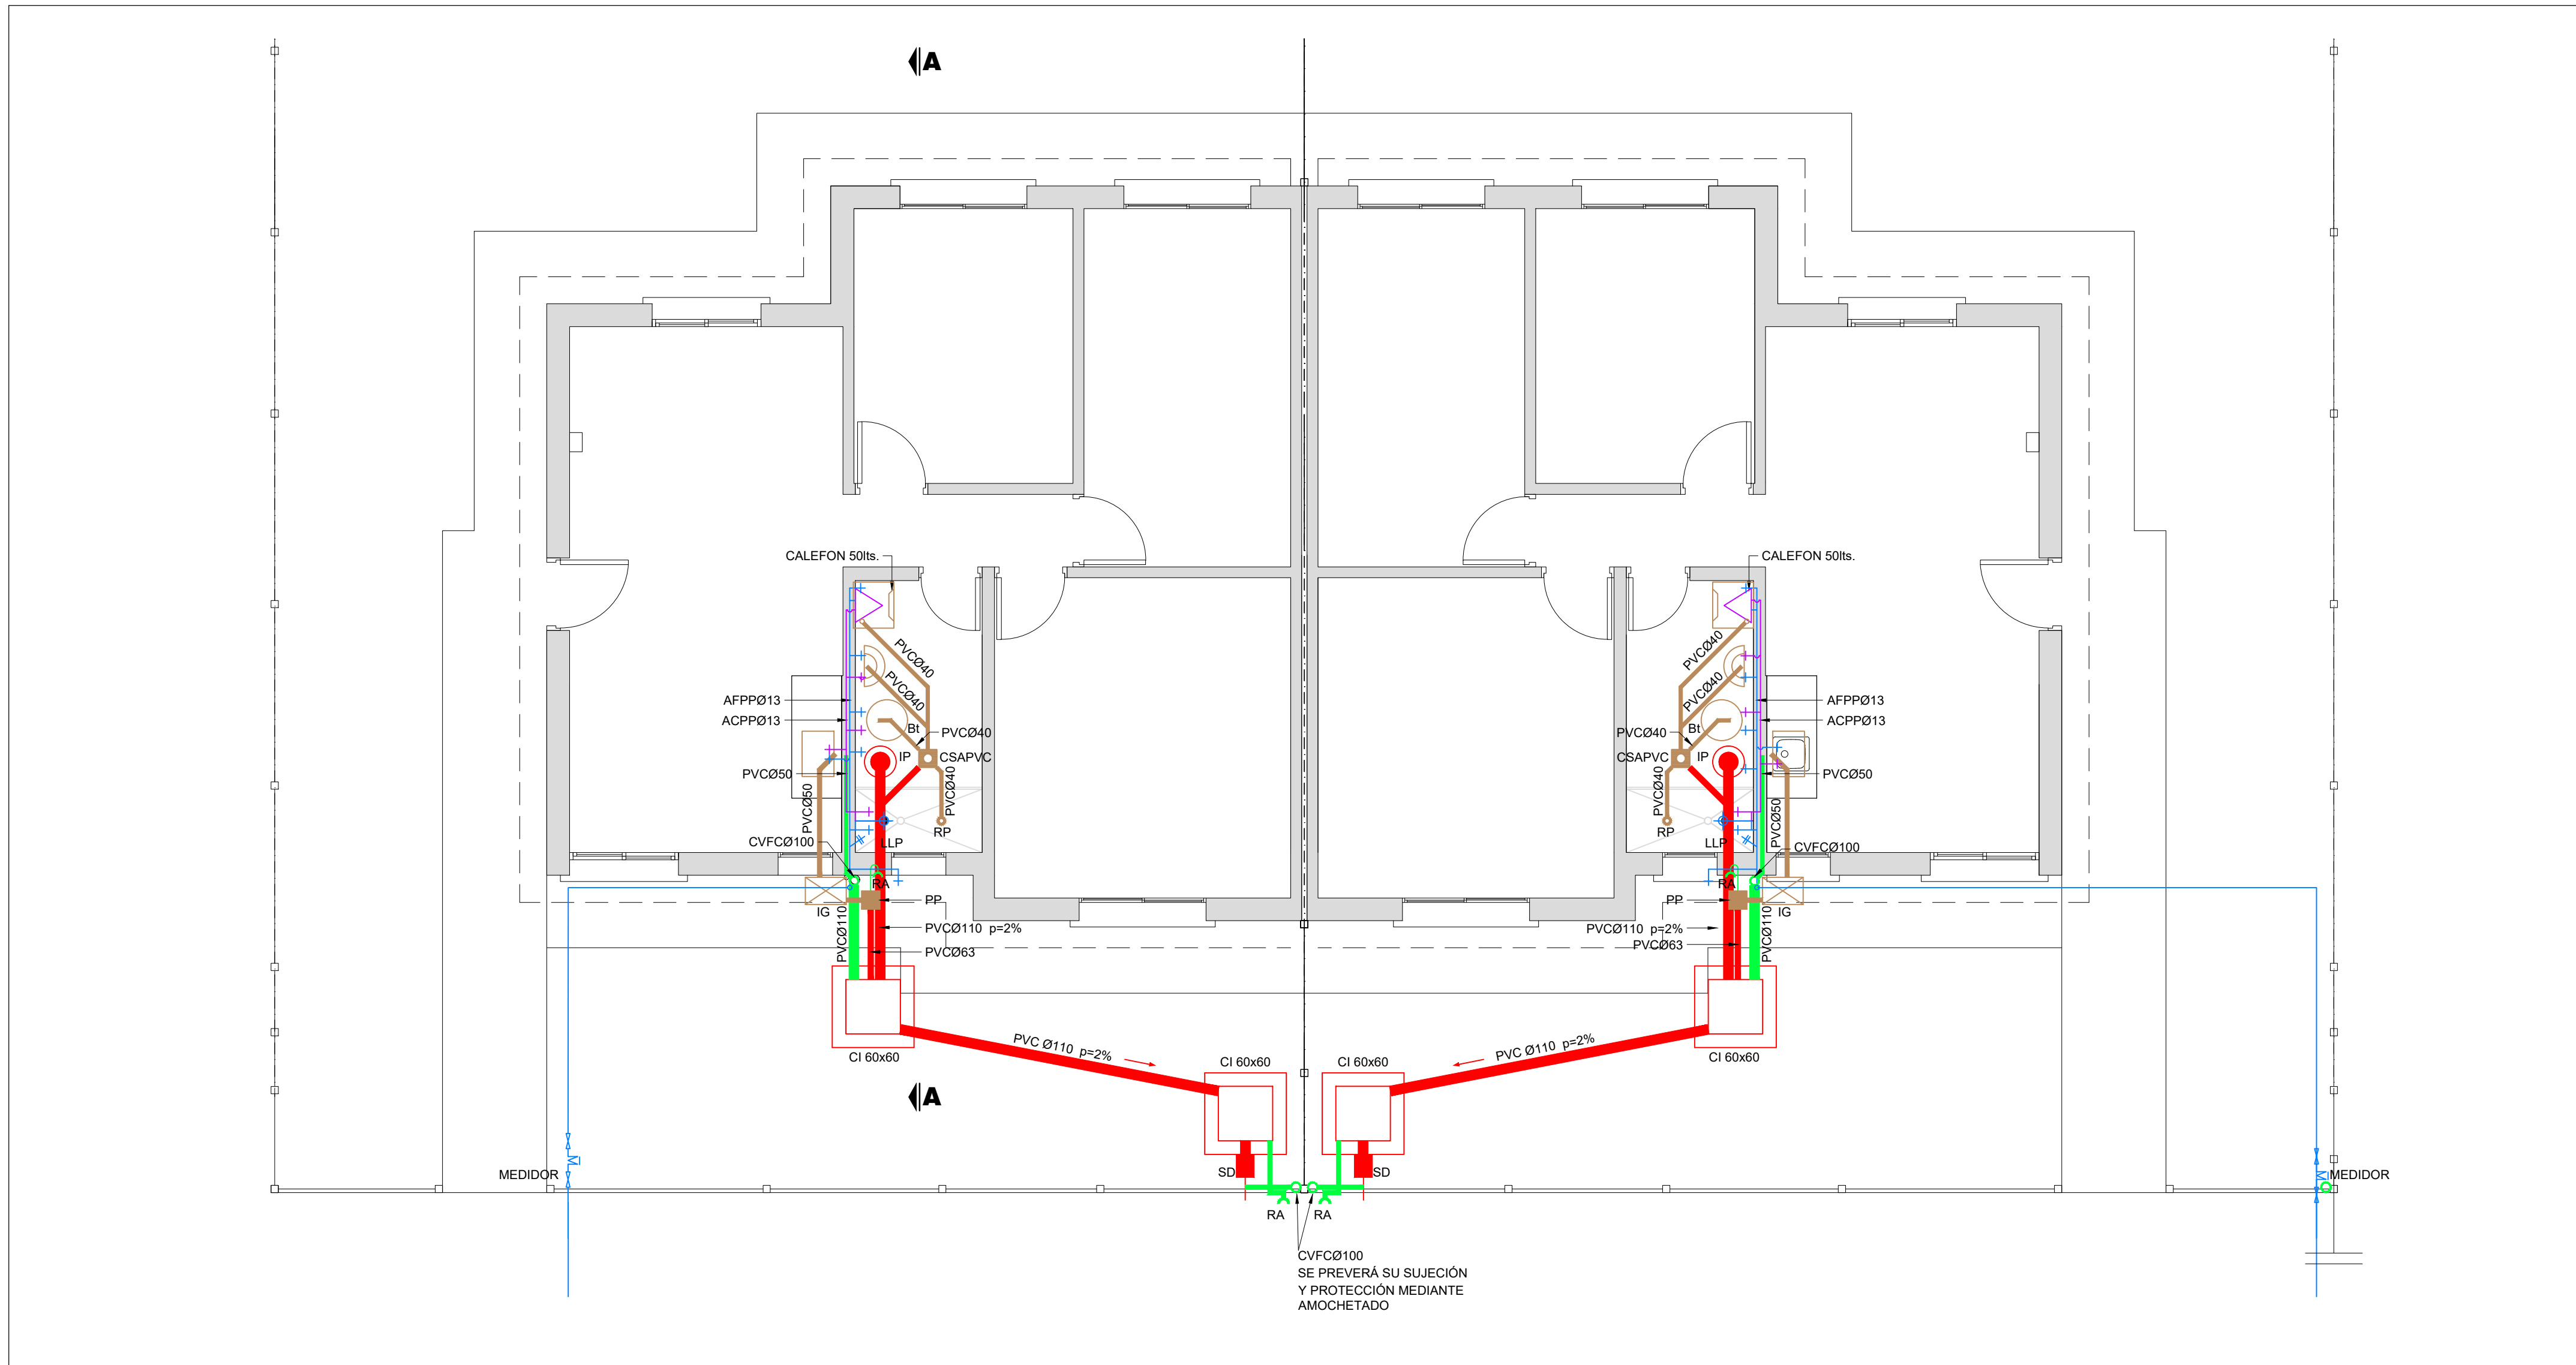 A
CALEFON 50lts.
CALEFON 50lts.
PVCØ40
PVCØ40
PVCØ40
PVCØ40
AFPPØ13
AFPPØ13
ACPPØ13
ACPPØ13
Bt
Bt
PVCØ40
PVCØ40
IP
CSAPVC
CSAPVC
IP
PVCØ50
PVCØ50
PVCØ50
PVCØ40
PVCØ40
PVCØ50
RP
RP
CVFCØ100
LLP
LLP
CVFCØ100
RA
RA
IG
PP
PP
IG
PVCØ110
PVCØ110 p=2%
PVCØ110 p=2%
PVCØ110
PVCØ63
PVCØ63
CI 60x60
PVC Ø110 p=2%
PVC Ø110 p=2%
CI 60x60
CI 60x60
CI 60x60
A
M
M
MEDIDOR
SD
SD
MEDIDOR
RA
RA
CVFCØ100
SE PREVERÁ SU SUJECIÓN
Y PROTECCIÓN MEDIANTE
AMOCHETADO